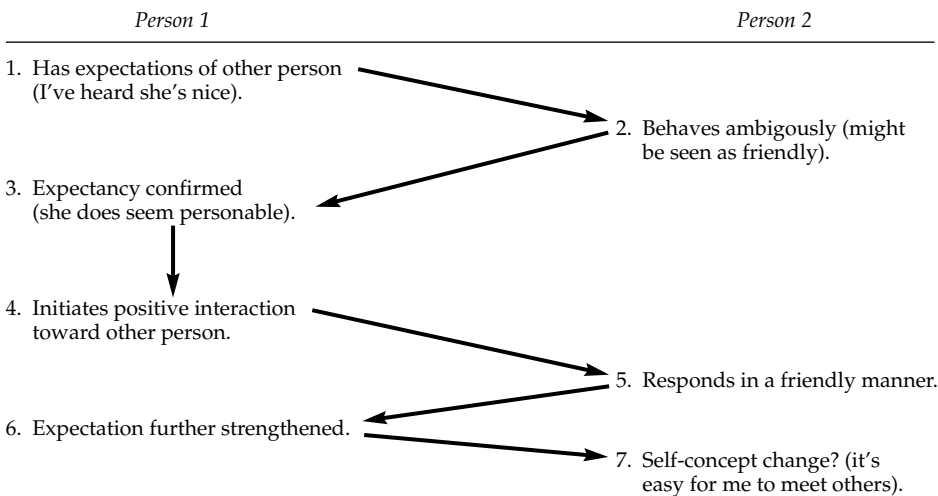 Person 1
Person 2
1. Has expectations of other person
(I've heard she's nice).
2. Behaves ambigously (might
be seen as friendly).
3. Expectancy confirmed
(she does seem personable).
4. Initiates positive interaction
toward other person.
5. Responds in a friendly manner.
6. Expectation further strengthened.
7. Self-concept change? (it's
easy for me to meet others).